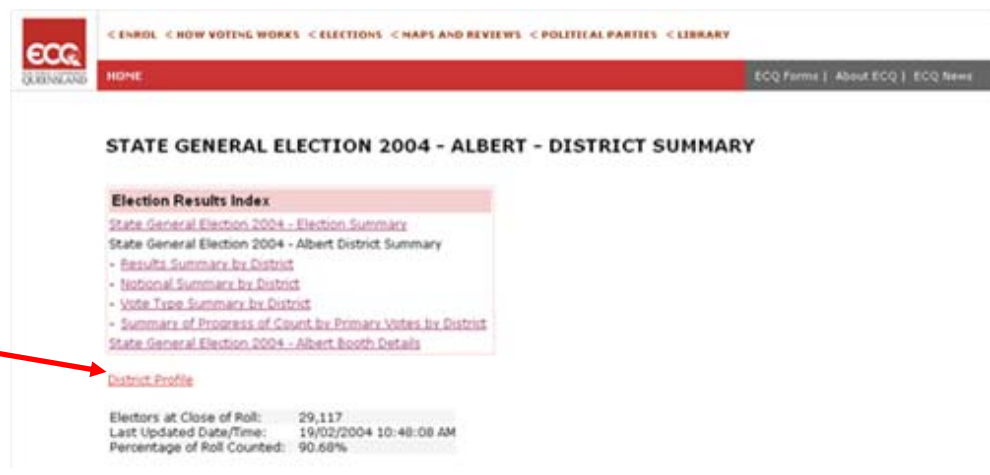 < ENROL < HOW VOTING WORKS < ELECTIONS < MAPS AND REVIEWS < POLITICAL PARTIES < LIBRARY
ECQ
QUEENSLAND
HOME
ECQ Forms | About ECQ | ECQ News
STATE GENERAL ELECTION 2004 - ALBERT - DISTRICT SUMMARY
Election Results Index
State General Election 2004 - Election Summary
State General Election 2004 - Albert District Summary
- Results Summary by District
- Notional Summary by District
- Vote Type Summary by District
- Summary of Progress of Count by Primary Votes by District
State General Election 2004 - Albert Booth Details
District Profile
Electors at Close of Roll: 29,117
Last Updated Date/Time: 19/02/2004 10:48:08 AM
Percentage of Roll Counted: 90.68%